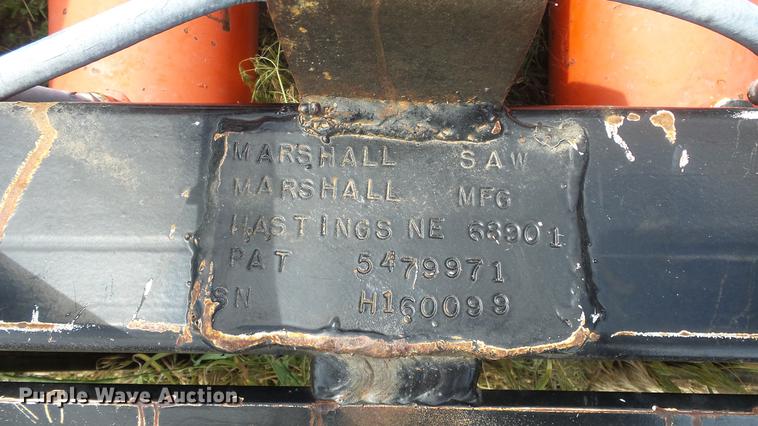 MARSHALL SAW
MARSHALL MFG
HASTINGS NE 68901
PAT 5479971
SN H160099
Purple Wave Auction.